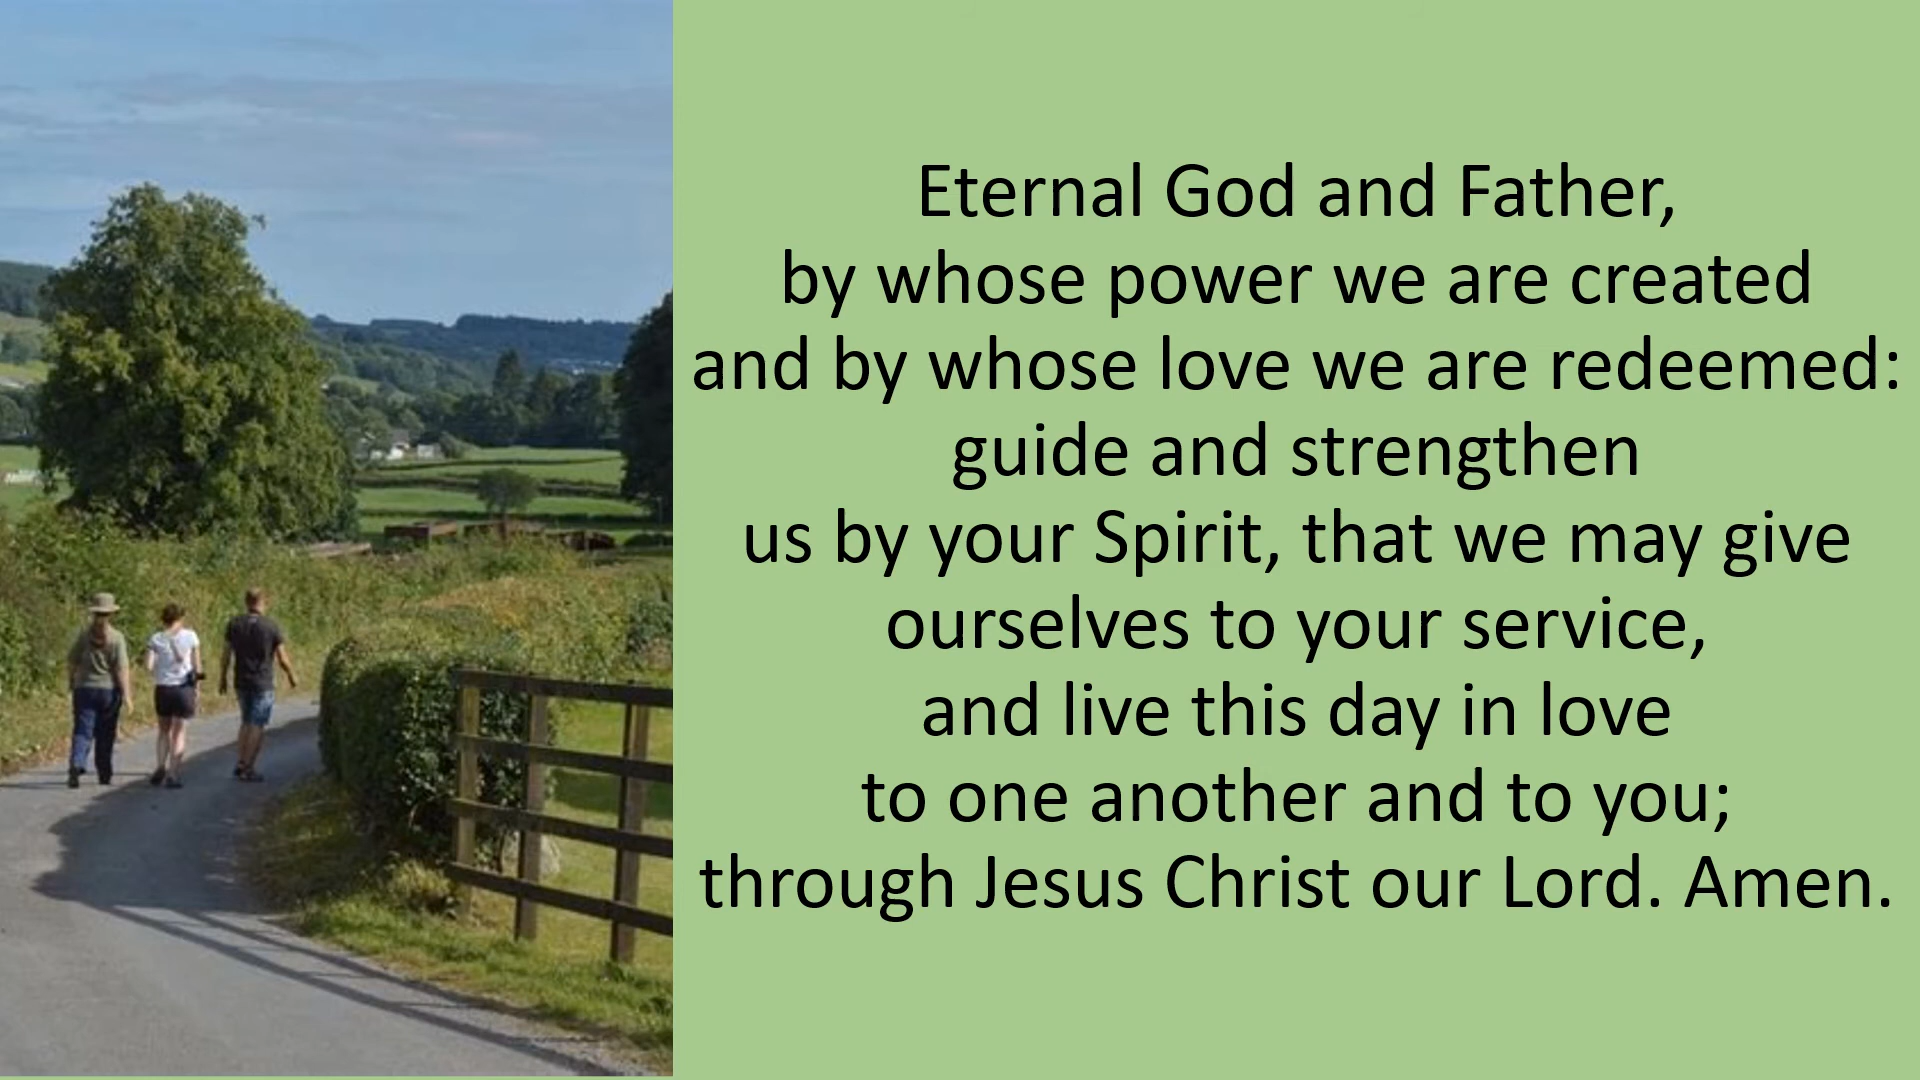 Eternal God and Father,
by whose power we are created
and by whose love we are redeemed:
guide and strengthen
us by your Spirit, that we may give
ourselves to your service,
and live this day in love
to one another and to you;
through Jesus Christ our Lord. Amen.